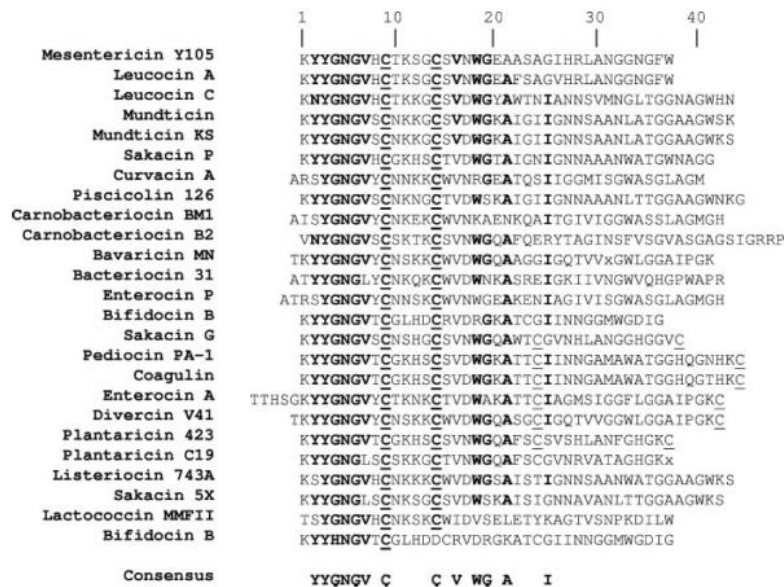 1 10 20 30 40
Mesentericin Y105 KYYGNGVHCTKSGCSVNWGEAASAGIHRLANGGNGFW
Leucocin A KYYGNGVHCTKSGCSVNWGEAFSAGVHRLANGGNGFW
Leucocin C KNYGNGVHCTKKGCSVDWGYAWTNIANNSVMNGLTGGNAGWHN
Mundticin KYYGNGVSCNKKGCSVDWGKAIGIIGNNSAANLATGGAAGWSK
Mundticin KS KYYGNGVSCNKKGCSVDWGKAIGIIGNNSAANLATGGAAGWKS
Sakacin P KYYGNGVHCGKHSCTVDWGTAIGNIGNNAAANWATGWNAGG
Curvacin A ARSYGNGVYCNNKKCWVNRGEATQSIIGGMISGWASGLAGM
Piscicolin 126 KYYGNGVSCNKNGCTVDWSKAIGIIGNNAAANLTTGGAAGWNKG
Carnobacteriocin BM1 AISYGNGVYCNKEKCWVNKAENKQAITGIVIGGWASSLAGMGH
Carnobacteriocin B2 VNYGNGVSCSKTKCSVNWGQAFQERYTAGINSFVSGVASGAGSIGRRP
Bavaricin MN TKYYGNGVYCNSKKCWVDWGQAAGGIGQTVVxGWLGGAIPGK
Bacteriocin 31 ATYYGNGLYCNKQKCWVDWNKASREIGKIIVNGWVQHGPWAPR
Enterocin P ATRSYGNGVYCNNSKCWVNWGEAKENIAGIVISGWASGLAGMGH
Bifidocin B KYYGNGVTCGLHDCRVDRGKATCGIINNGGMWGDIG
Sakacin G KYYGNGVSCNSHGCSVNWGQAWTCGVNHLANGGHGGVC
Pediocin PA-1 KYYGNGVTCGKHSCSVDWGKATTCIINNGAMAWATGGHQGNHKC
Coagulin KYYGNGVTCGKHSCSVDWGKATTCIINNGAMAWATGGHQGTHKC
Enterocin A TTHSGKYYGNGVYCTKNKCTVDWAKATTCIAGMSIGGFLGGAIPGKC
Divercin V41 TKYYGNGVYCNSKKCWVDWGQASGCIGQTVVGGWLGGAIPGKC
Plantaricin 423 KYYGNGVTCGKHSCSVDWGQAFSCSVSHLANFGHGKC
Plantaricin C19 KYYGNGLSCSKKGCTVNWGQAFSCGVNRVATAGHGKx
Listeriocin 743A KSYGNGVHCNKKKCWVDWGSAISTIGNNSAANWATGGAAGWKS
Sakacin 5X KYYGNGLSCNKSGCSVDWSKAISIIGNNAVANLTTGGAAGWKS
Lactococcin MMFII TSYGNGVHCNKSKCWIDVSELETYKAGTVSNPKDILW
Bifidocin B KYYHNGVTCGLHDDCRVDRGKATCGIINNGGMWGDIG
Consensus YYGNGV C C V WG A I